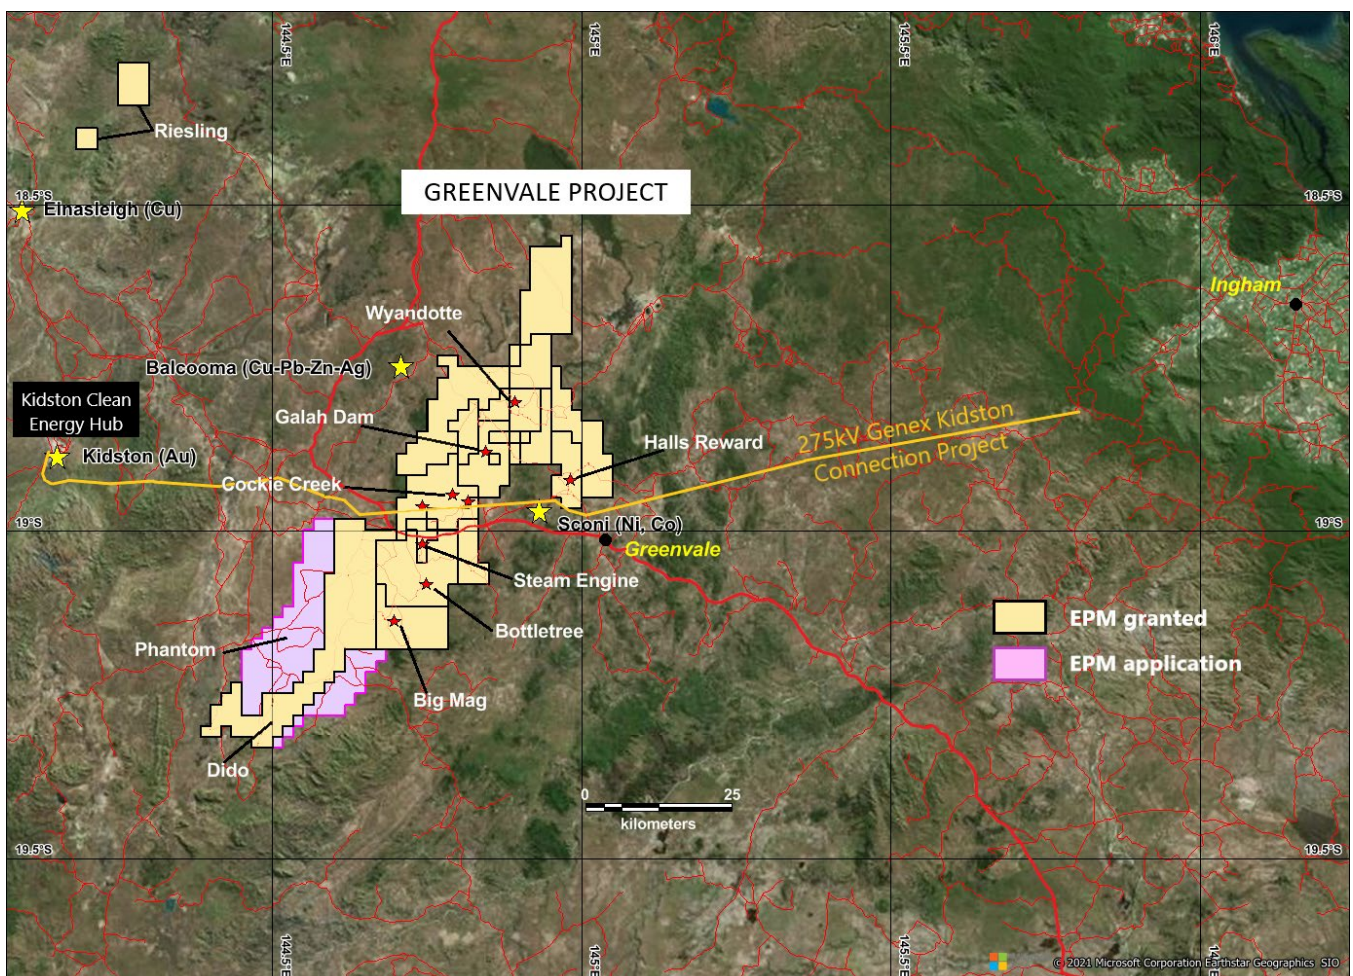 144.5°E
145°E
145.5°E
146°E
Riesling
GREENVALE PROJECT
18.5°S
18.5°S
Einasleigh (Cu)
Ingham
Wyandotte
Balcooma (Cu-Pb-Zn-Ag)
Kidston Clean
Energy Hub
Galah Dam
275kV Genex Kidston
Connection Project
Halls Reward
Kidston (Au)
Cockie Creek
19°S
19°S
Sconi (Ni, Co)
Greenvale
Steam Engine
Bottletree
EPM granted
Phantom
EPM application
Big Mag
Dido
0
25
kilometers
19.5°S
19.5°S
144.5°E
145°E
145.5°E
© 2021 Microsoft Corporation Earthstar Geographics SIO